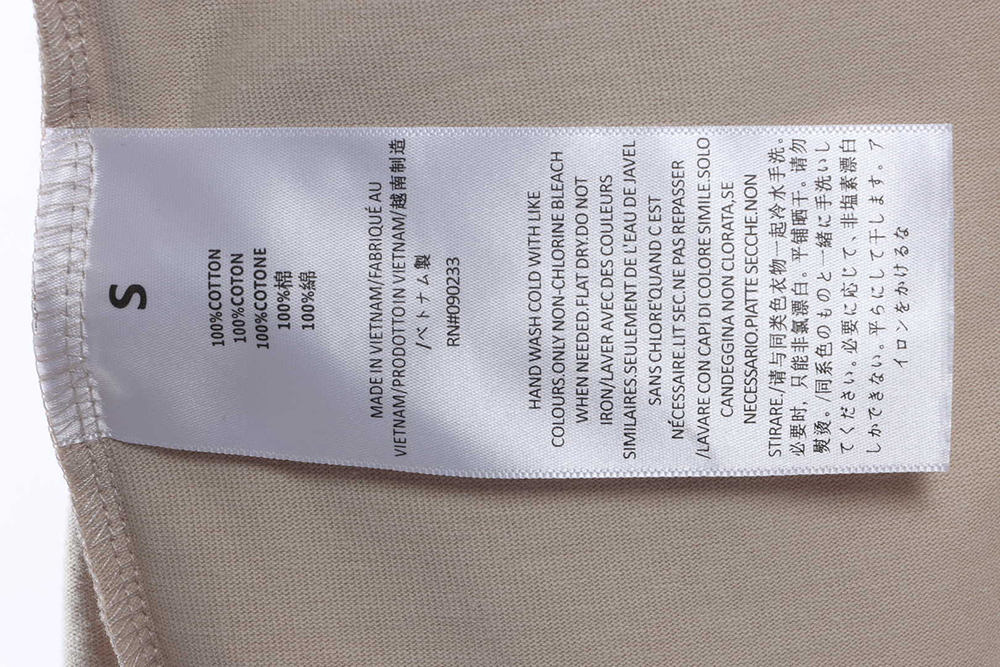 S
100%COTTON
100%COTON
100%COTONE
100%棉
100%綿
MADE IN VIETNAM/FABRIQUÉ AU
VIETNAM/PRODOTTO IN VIETNAM/越南制造
/ベトナム製
RN#090233
HAND WASH COLD WITH LIKE
COLOURS.ONLY NON-CHLORINE BLEACH
WHEN NEEDED.FLAT DRY.DO NOT
IRON/LAVER AVEC DES COULEURS
SIMILAIRES.SEULEMENT DE L'EAU DE JAVEL
SANS CHLORE'QUAND C EST
NÉCESSAIRE.LIT SEC.NE PAS REPASSER
/LAVARE CON CAPI DI COLORE SIMILE.SOLO
CANDEGGINA NON CLORATA,SE
NECESSARIO.PIATTE SECCHE.NON
STIRARE./请与同类色衣物一起冷水手洗。
必要时，只能非氯漂白。平铺晒干。请勿
熨烫。/同系色のものと一緒に手洗いし
てください。必要に応じて、非塩素漂白
しかできない。平らにして干します。ア
イロンをかけるな